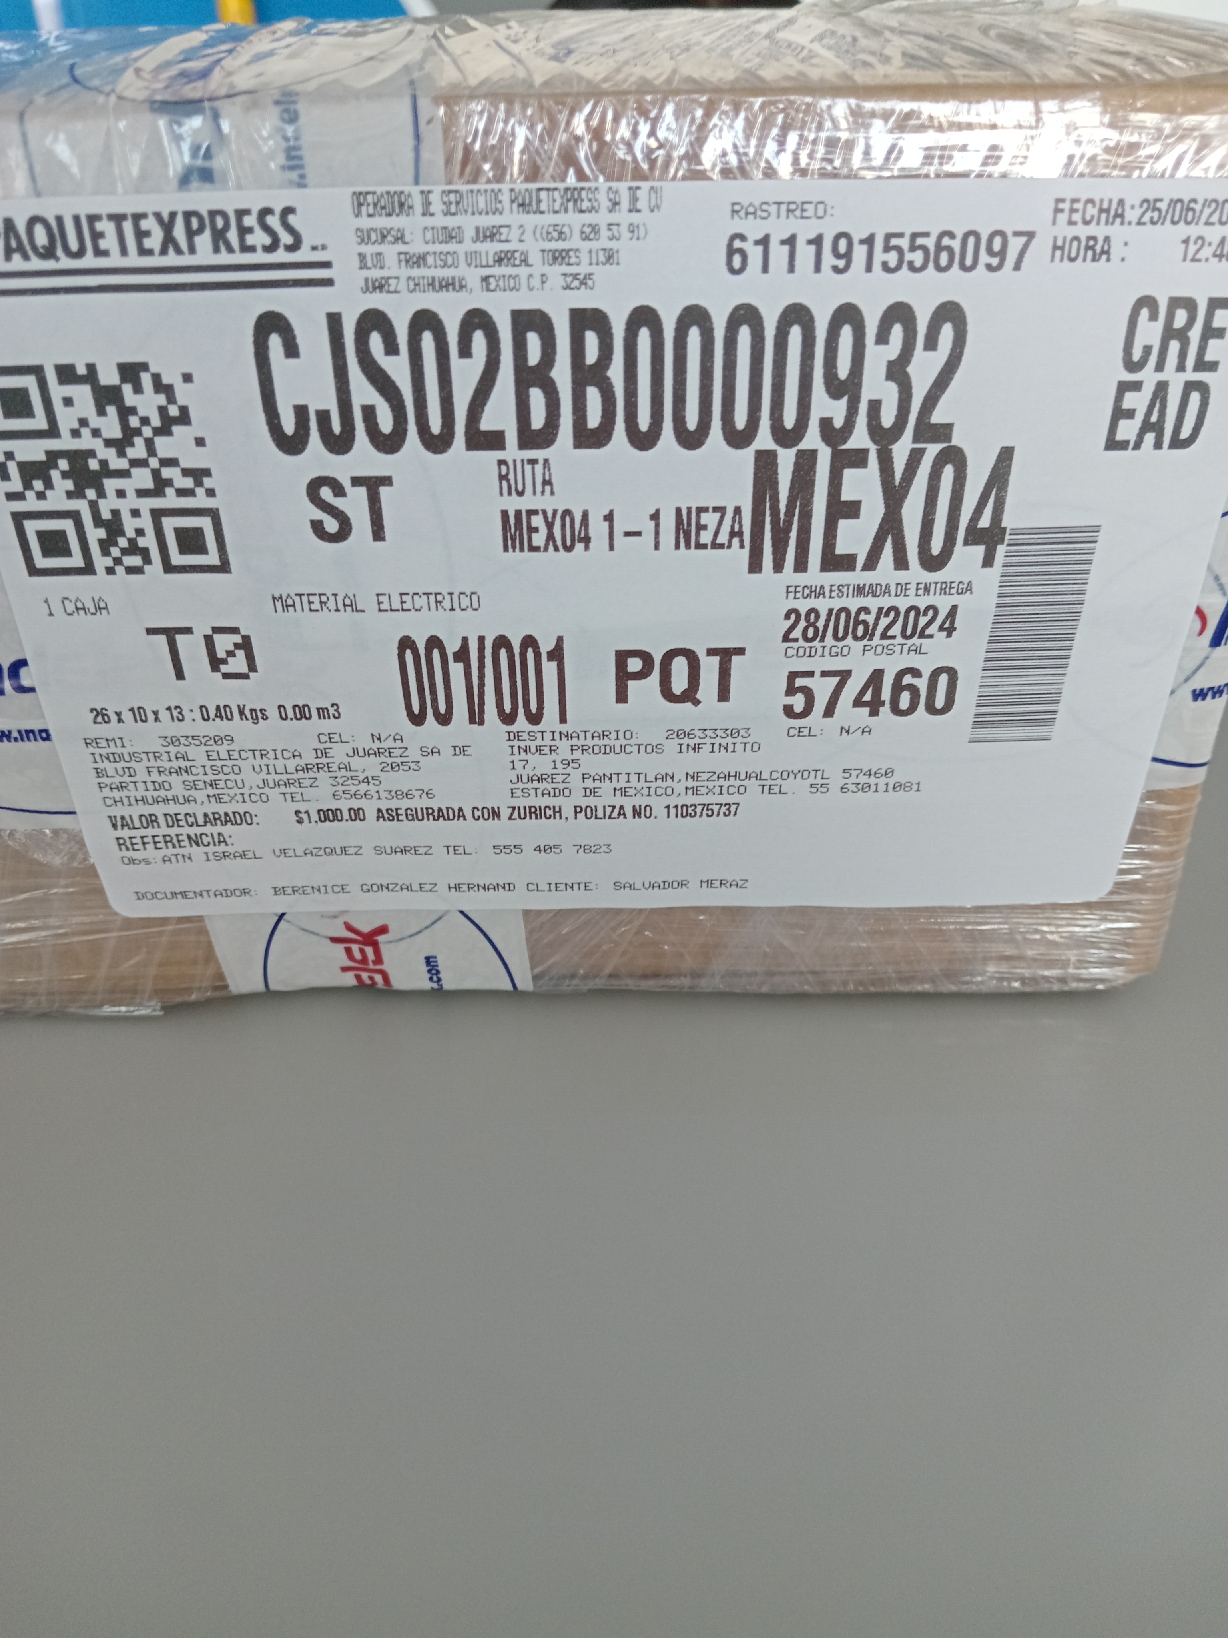 PAQUETEXPRESS
OPERADORA DE SERVICIOS PAQUETEXPRESS SA DE CV
SUCURSAL: CIUDAD JUAREZ 2 ((656) 620 53 91)
BLVD. FRANCISCO VILLARREAL TORRES 11301
JUAREZ CHIHUAHUA, MEXICO C.P. 32545
RASTREO:
611191556097
FECHA:25/06/20
HORA : 12:4
CJS02BB0000932
CRE
EAD
ST
RUTA
MEX04 1-1 NEZA
MEX04
1 CAJA
MATERIAL ELECTRICO
FECHA ESTIMADA DE ENTREGA
28/06/2024
CODIGO POSTAL
57460
T0
001/001
PQT
26 x 10 x 13 : 0.40 Kgs 0.00 m3
REMI: 3035209 CEL: N/A
INDUSTRIAL ELECTRICA DE JUAREZ SA DE
BLVD FRANCISCO VILLARREAL, 2053
PARTIDO SENECU,JUAREZ 32545
CHIHUAHUA,MEXICO TEL. 6566138676
DESTINATARIO: 20633303 CEL: N/A
INVER PRODUCTOS INFINITO
17, 195
JUAREZ PANTITLAN,NEZAHUALCOYOTL 57460
ESTADO DE MEXICO,MEXICO TEL. 55 63011081
VALOR DECLARADO: $1,000.00 ASEGURADA CON ZURICH, POLIZA NO. 110375737
REFERENCIA:
Obs:ATN ISRAEL VELAZQUEZ SUAREZ TEL: 555 405 7823
DOCUMENTADOR: BERENICE GONZALEZ HERNAND CLIENTE: SALVADOR MERAZ
.com